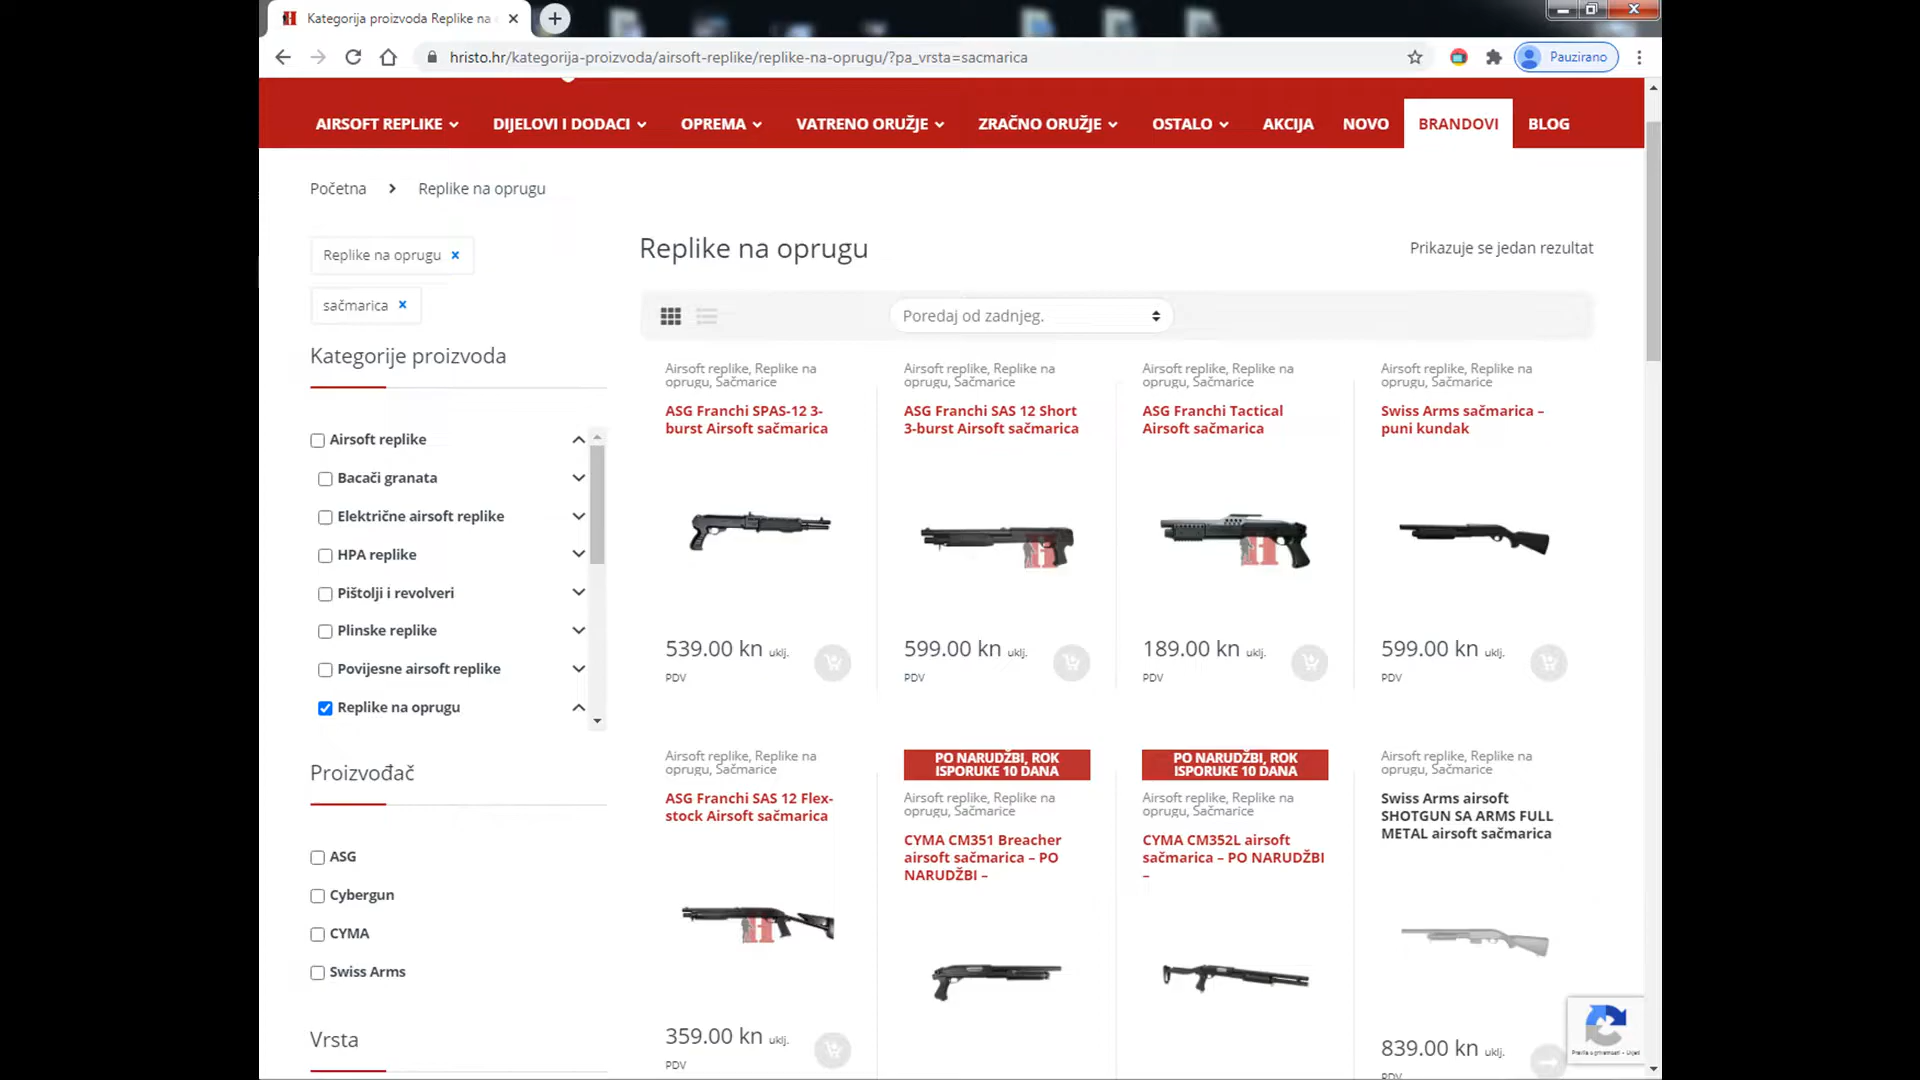 Kategorija proizvoda Replike na
hristo.hr/kategorija-proizvoda/airsoft-replike/replike-na-oprugu/?pa_vrsta=sacmarica
Pauzirano
AIRSOFT REPLIKE
DIJELOVI I DODACI
OPREMA
VATRENO ORUŽJE
ZRAČNO ORUŽJE
OSTALO
AKCIJA
NOVO
BRANDOVI
BLOG
Početna
Replike na oprugu
Replike na oprugu
sačmarica
Kategorije proizvoda
Airsoft replike
Bacači granata
Električne airsoft replike
HPA replike
Pištolji i revolveri
Plinske replike
Povijesne airsoft replike
Replike na oprugu
Proizvođač
ASG
Cybergun
CYMA
Swiss Arms
Vrsta
Replike na oprugu
Prikazuje se jedan rezultat
Poredaj od zadnjeg.
Airsoft replike, Replike na
oprugu, Sačmarice
ASG Franchi SPAS-12 3-
burst Airsoft sačmarica
539.00 kn uklj.
PDV
Airsoft replike, Replike na
oprugu, Sačmarice
ASG Franchi SAS 12 Short
3-burst Airsoft sačmarica
H
599.00 kn uklj.
PDV
Airsoft replike, Replike na
oprugu, Sačmarice
ASG Franchi Tactical
Airsoft sačmarica
H
189.00 kn uklj.
PDV
Airsoft replike, Replike na
oprugu, Sačmarice
Swiss Arms sačmarica –
puni kundak
599.00 kn uklj.
PDV
Airsoft replike, Replike na
oprugu, Sačmarice
ASG Franchi SAS 12 Flex-
stock Airsoft sačmarica
H
359.00 kn uklj.
PDV
PO NARUDŽBI, ROK
ISPORUKE 10 DANA
Airsoft replike, Replike na
oprugu, Sačmarice
CYMA CM351 Breacher
airsoft sačmarica – PO
NARUDŽBI –
PO NARUDŽBI, ROK
ISPORUKE 10 DANA
Airsoft replike, Replike na
oprugu, Sačmarice
CYMA CM352L airsoft
sačmarica – PO NARUDŽBI
–
Airsoft replike, Replike na
oprugu, Sačmarice
Swiss Arms airsoft
SHOTGUN SA ARMS FULL
METAL airsoft sačmarica
839.00 kn uklj.
PDV